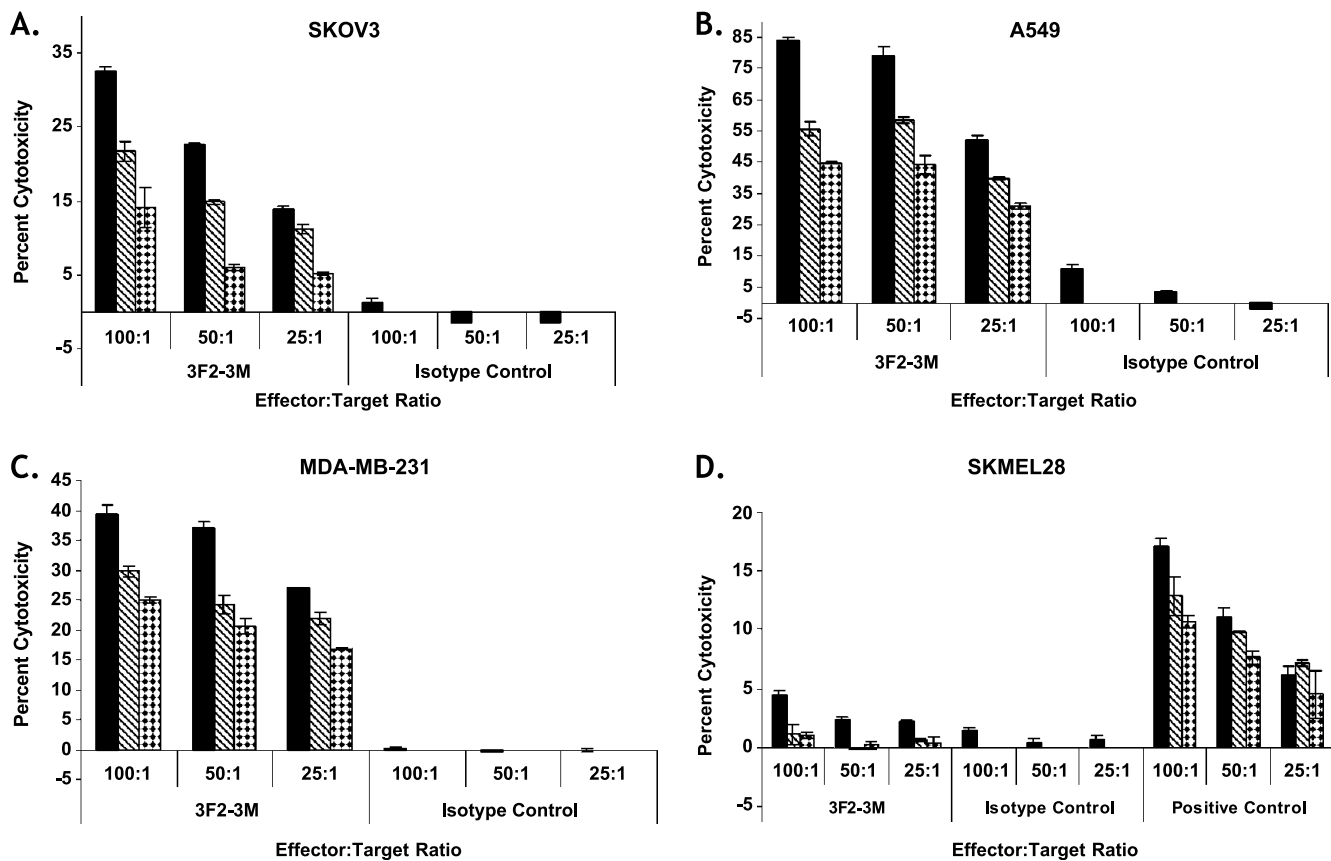 A.
SKOV3
Percent Cytotoxicity
35
25
15
5
-5
100:1 50:1 25:1 100:1 50:1 25:1
3F2-3M Isotype Control
Effector:Target Ratio
B.
A549
Percent Cytotoxicity
85
75
65
55
45
35
25
15
5
-5
100:1 50:1 25:1 100:1 50:1 25:1
3F2-3M Isotype Control
Effector:Target Ratio
C.
MDA-MB-231
Percent Cytotoxicity
45
40
35
30
25
20
15
10
5
0
-5
100:1 50:1 25:1 100:1 50:1 25:1
3F2-3M Isotype Control
Effector:Target Ratio
D.
SKMEL28
Percent Cytotoxicity
20
15
10
5
0
-5
100:1 50:1 25:1 100:1 50:1 25:1 100:1 50:1 25:1
3F2-3M Isotype Control Positive Control
Effector:Target Ratio